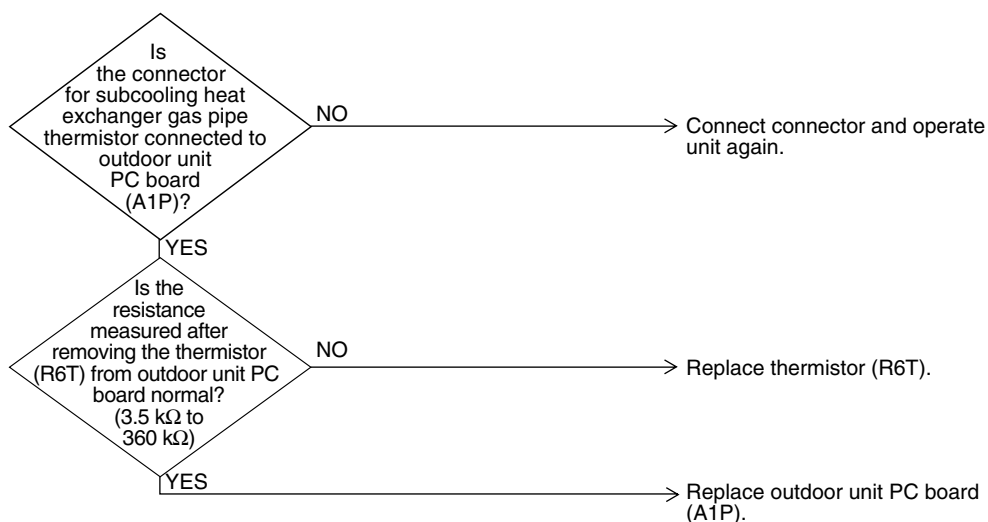 Is
the connector
for subcooling heat
exchanger gas pipe
thermistor connected to
outdoor unit
PC board
(A1P)?
NO
Connect connector and operate
unit again.
YES
Is the
resistance
measured after
removing the thermistor
(R6T) from outdoor unit PC
board normal?
(3.5 kΩ to
360 kΩ)
NO
Replace thermistor (R6T).
YES
Replace outdoor unit PC board
(A1P).